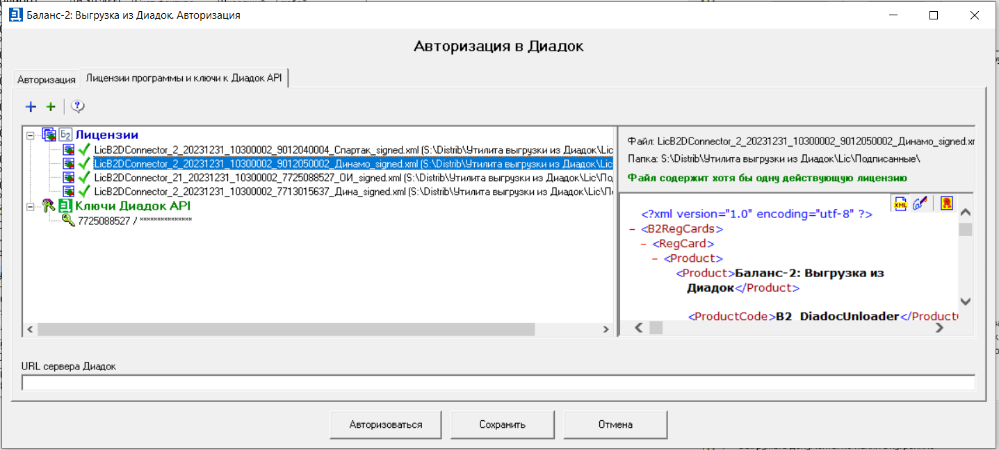 Баланс-2: Выгрузка из Диадок. Авторизация
Авторизация в Диадок
Авторизация
Лицензии программы и ключи к Диадок API
Б2 Лицензии
LicB2DConnector_2_20231231_10300002_9012040004_Спартак_signed.xml (S:\Distrib\Утилита выгрузки из Диадок\Lic
LicB2DConnector_2_20231231_10300002_9012050002_Динамо_signed.xml (S:\Distrib\Утилита выгрузки из Диадок\Lic
LicB2DConnector_21_20231231_10300002_7725088527_ОИ_signed.xml (S:\Distrib\Утилита выгрузки из Диадок\Lic\По
LicB2DConnector_2_20231231_10300002_7713015637_Дина_signed.xml (S:\Distrib\Утилита выгрузки из Диадок\Lic\П
Ключи Диадок API
7725088527 / ***************
Файл: LicB2DConnector_2_20231231_10300002_9012050002_Динамо_signed.xm
Папка: S:\Distrib\Утилита выгрузки из Диадок\Lic\Подписанные\
Файл содержит хотя бы одну действующую лицензию
XML
<?xml version="1.0" encoding="utf-8" ?>
- <B2RegCards>
- <RegCard>
- <Product>
<Product>Баланс-2: Выгрузка из
Диадок</Product>
<ProductCode>B2_DiadocUnloader</Product
URL сервера Диадок
Авторизоваться
Сохранить
Отмена